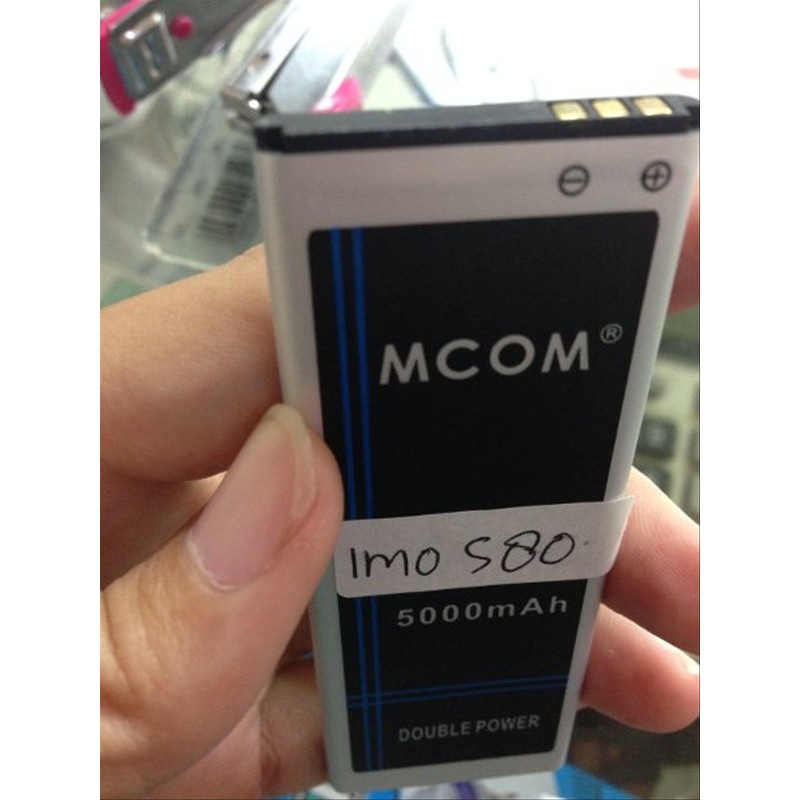 ⊖ ⊕
MCOM®
Imo S80
5000mAh
DOUBLE POWER